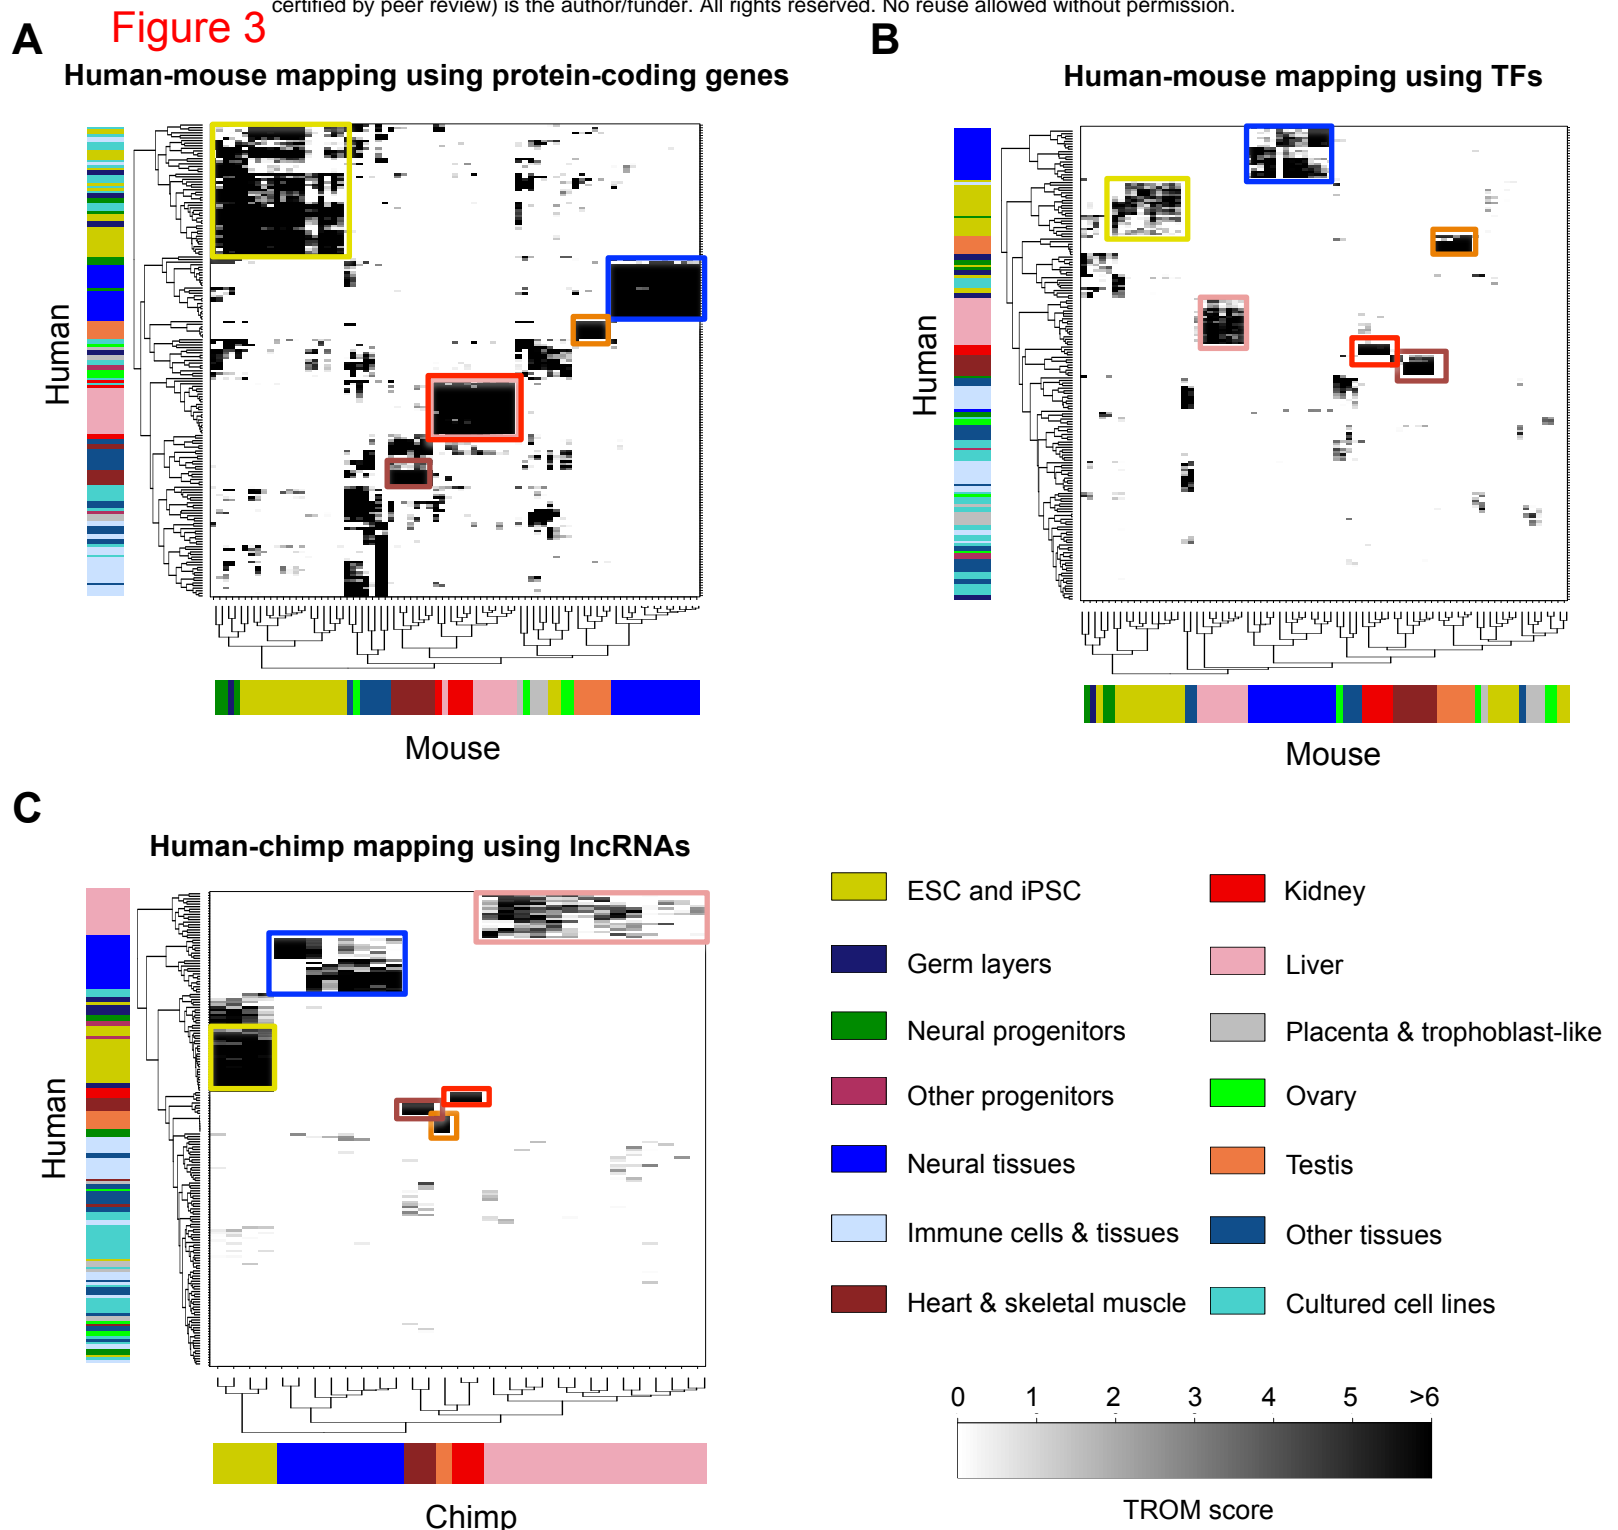 certified by peer review) is the author/funder. All rights reserved. No reuse allowed without permission.
Figure 3
A
Human-mouse mapping using protein-coding genes
Human
Mouse
B
Human-mouse mapping using TFs
Human
Mouse
C
Human-chimp mapping using lncRNAs
Human
Chimp
ESC and iPSC
Germ layers
Neural progenitors
Other progenitors
Neural tissues
Immune cells & tissues
Heart & skeletal muscle
Kidney
Liver
Placenta & trophoblast-like
Ovary
Testis
Other tissues
Cultured cell lines
0 1 2 3 4 5 >6
TROM score